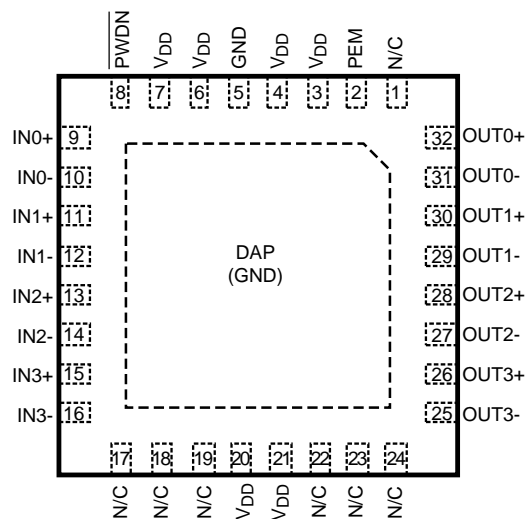 PWDN VDD VDD GND VDD VDD PEM N/C
8 7 6 5 4 3 2 1
IN0+ 9 32 OUT0+
IN0- 10 31 OUT0-
IN1+ 11 30 OUT1+
IN1- 12 DAP 29 OUT1-
(GND)
IN2+ 13 28 OUT2+
IN2- 14 27 OUT2-
IN3+ 15 26 OUT3+
IN3- 16 25 OUT3-
17 18 19 20 21 22 23 24
N/C N/C N/C VDD VDD N/C N/C N/C